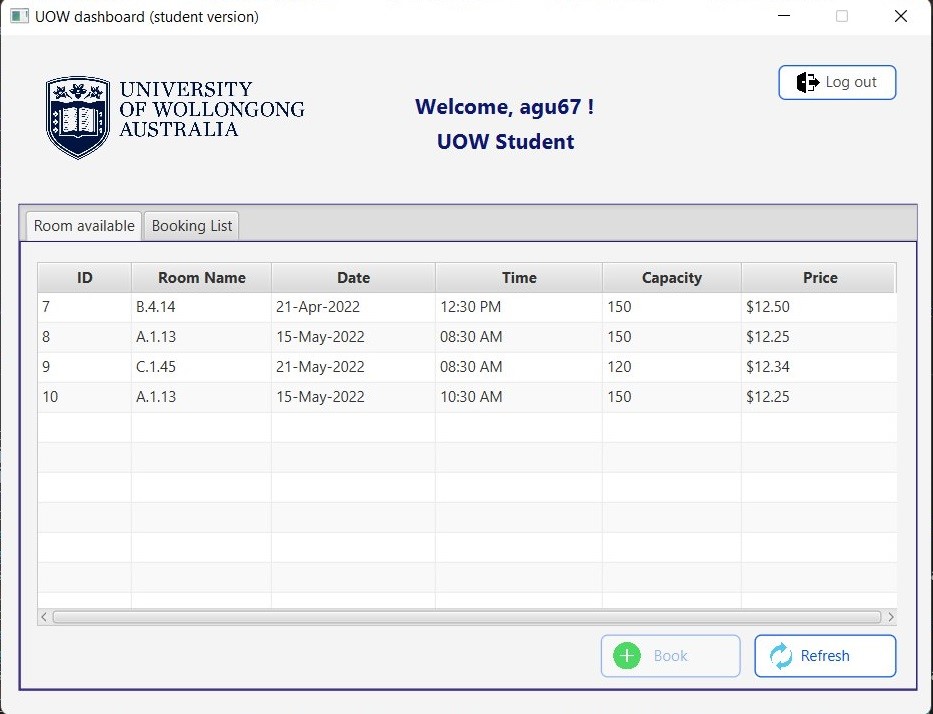 UOW dashboard (student version)
UNIVERSITY
OF WOLLONGONG
AUSTRALIA
Welcome, agu67 !
UOW Student
Log out
Room available Booking List
ID Room Name Date Time Capacity Price
7 B.4.14 21-Apr-2022 12:30 PM 150 $12.50
8 A.1.13 15-May-2022 08:30 AM 150 $12.25
9 C.1.45 21-May-2022 08:30 AM 120 $12.34
10 A.1.13 15-May-2022 10:30 AM 150 $12.25
Book Refresh